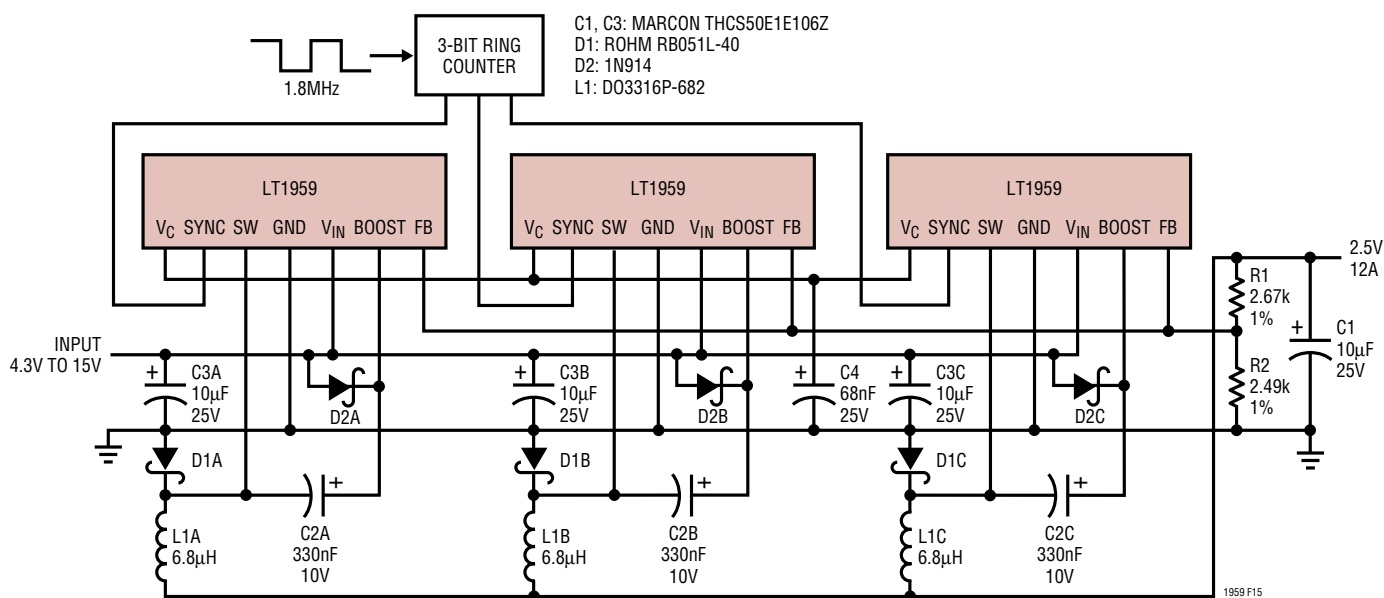 C1, C3: MARCON THCS50E1E106Z
D1: ROHM RB051L-40
D2: 1N914
L1: DO3316P-682
3-BIT RING
COUNTER
1.8MHz
LT1959
VC SYNC SW GND VIN BOOST FB
LT1959
VC SYNC SW GND VIN BOOST FB
LT1959
VC SYNC SW GND VIN BOOST FB
2.5V
12A
R1
2.67k
1%
+
C1
10µF
25V
R2
2.49k
1%
INPUT
4.3V TO 15V
+
C3A
10µF
25V
D2A
+
C3B
10µF
25V
D2B
+
C4
68nF
25V
+
C3C
10µF
25V
D2C
D1A
+
C2A
330nF
10V
L1A
6.8µH
D1B
+
C2B
330nF
10V
L1B
6.8µH
D1C
+
C2C
330nF
10V
L1C
6.8µH
1959 F15